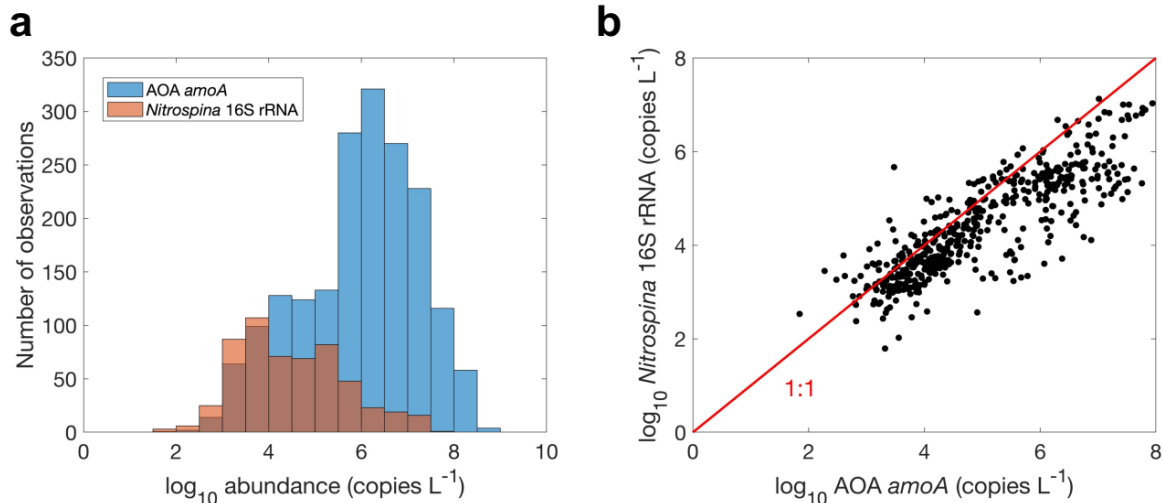 a
350
300
250
200
150
100
50
0
Number of observations
AOA amoA
Nitrospina 16S rRNA
0 2 4 6 8 10
log10 abundance (copies L⁻¹)
b
8
6
4
2
0
log10 Nitrospina 16S rRNA (copies L⁻¹)
1:1
0 2 4 6 8
log10 AOA amoA (copies L⁻¹)